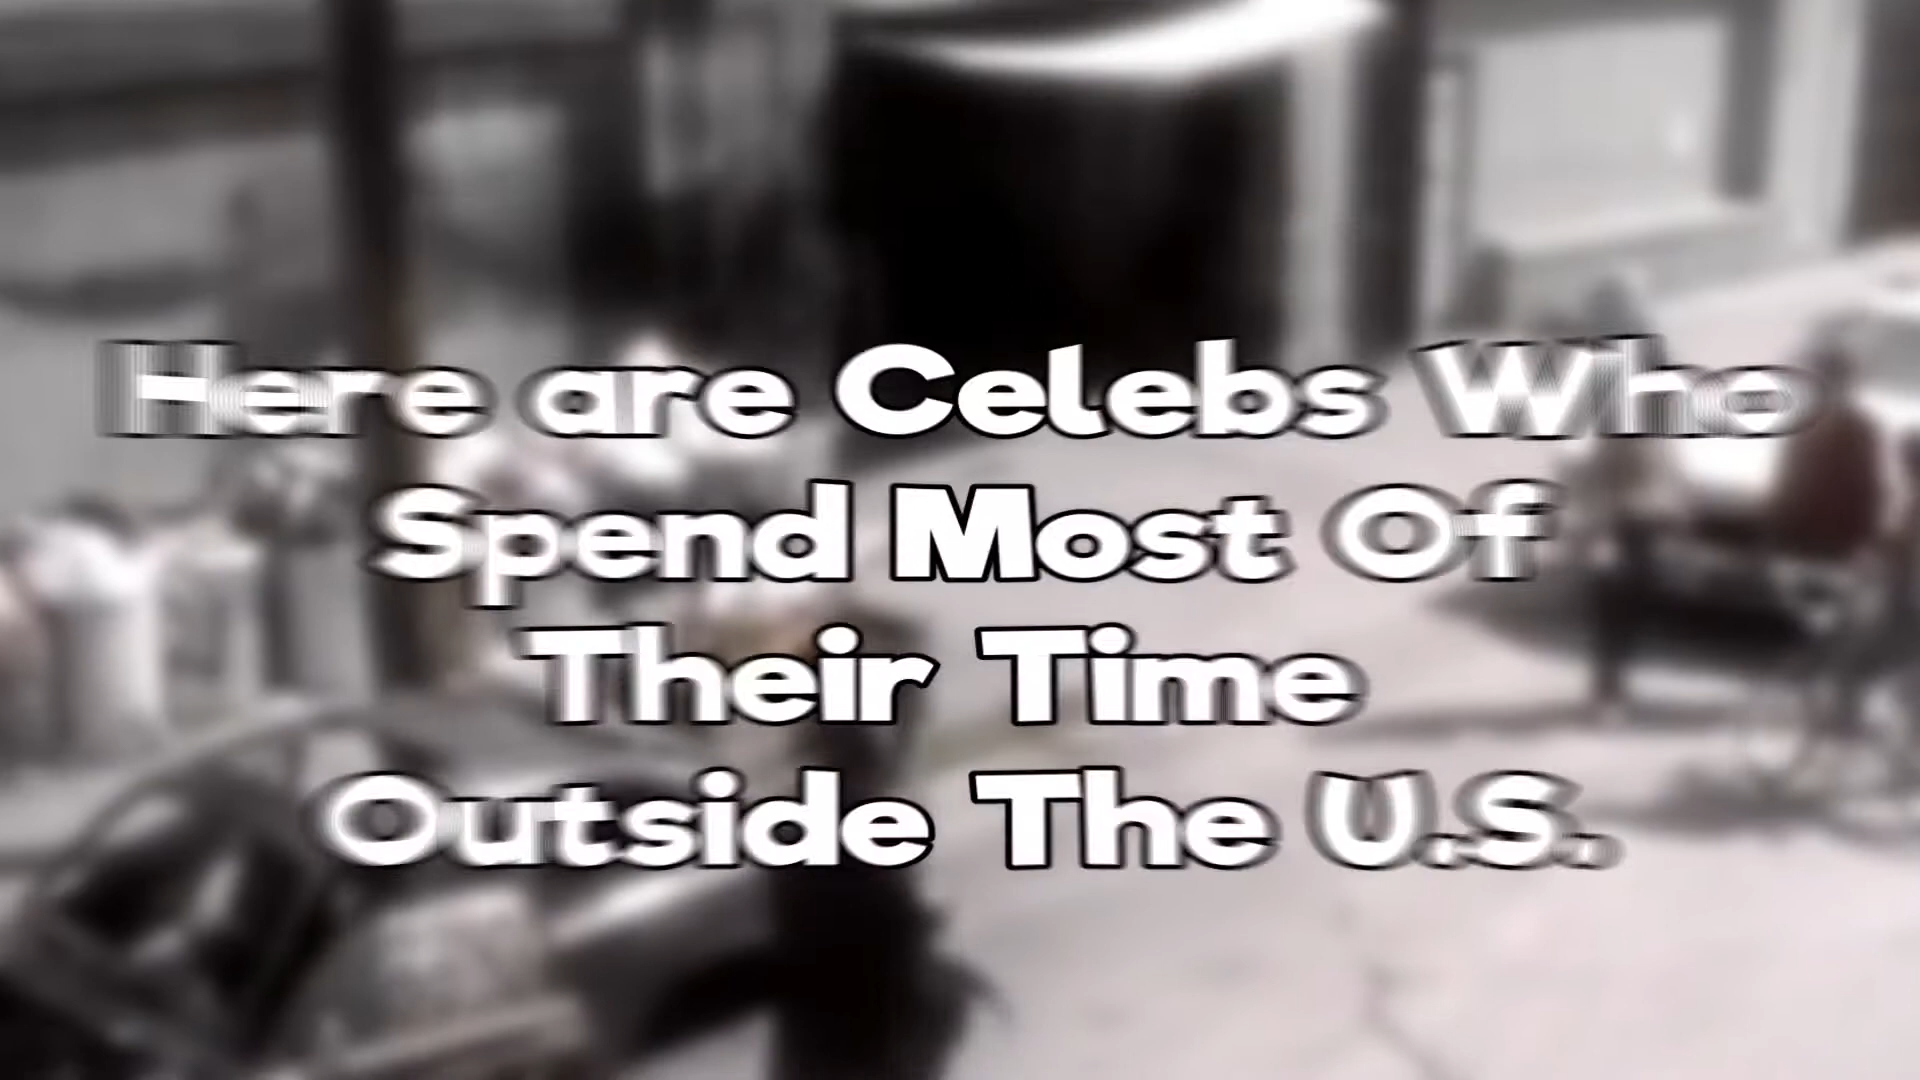 Here are Celebs Who
Spend Most Of
Their Time
Outside The U.S.